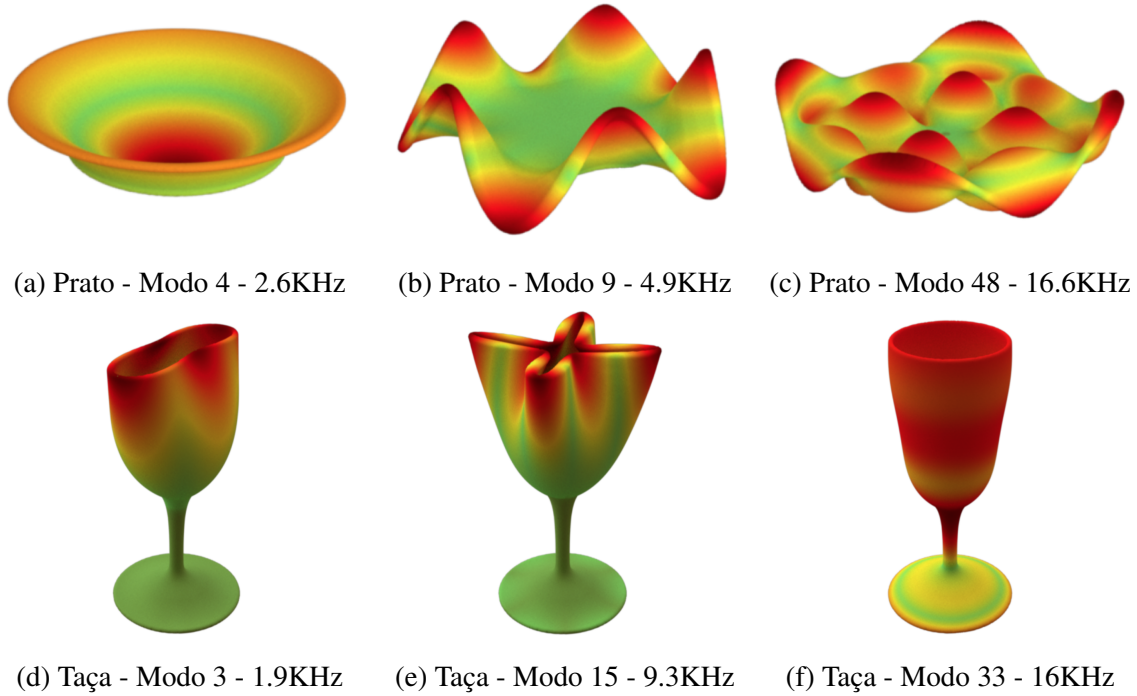 (a) Prato - Modo 4 - 2.6KHz
(b) Prato - Modo 9 - 4.9KHz
(c) Prato - Modo 48 - 16.6KHz
(d) Taça - Modo 3 - 1.9KHz
(e) Taça - Modo 15 - 9.3KHz
(f) Taça - Modo 33 - 16KHz